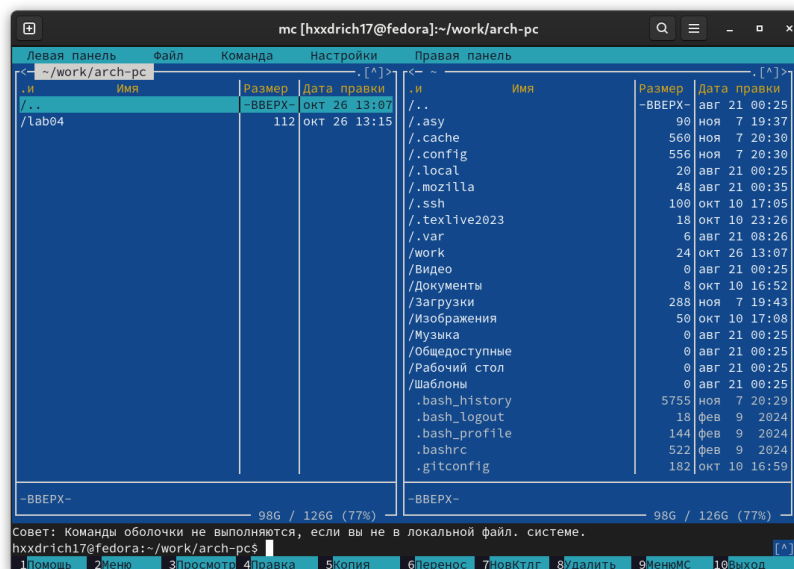 mc [hxxdrich17@fedora]:~/work/arch-pc
Левая панель Файл Команда Настройки Правая панель
<— ~/work/arch-pc .[^]>
.и Имя Размер Дата правки
/.. -ВВЕРХ- окт 26 13:07
/lab04 112 окт 26 13:15
-ВВЕРХ-
98G / 126G (77%)
<— ~ .[^]>
.и Имя Размер Дата правки
/.. -ВВЕРХ- авг 21 00:25
/.asy 90 ноя 7 19:37
/.cache 560 ноя 7 20:30
/.config 556 ноя 7 20:30
/.local 20 авг 21 00:25
/.mozilla 48 авг 21 00:35
/.ssh 100 окт 10 17:05
/.texlive2023 18 окт 10 23:26
/.var 6 авг 21 08:26
/work 24 окт 26 13:07
/Видео 0 авг 21 00:25
/Документы 8 окт 10 16:52
/Загрузки 288 ноя 7 19:43
/Изображения 50 окт 10 17:08
/Музыка 0 авг 21 00:25
/Общедоступные 0 авг 21 00:25
/Рабочий стол 0 авг 21 00:25
/Шаблоны 0 авг 21 00:25
.bash_history 5755 ноя 7 20:29
.bash_logout 18 фев 9 2024
.bash_profile 144 фев 9 2024
.bashrc 522 фев 9 2024
.gitconfig 182 окт 10 16:59
-ВВЕРХ-
98G / 126G (77%)
Совет: Команды оболочки не выполняются, если вы не в локальной файл. системе.
hxxdrich17@fedora:~/work/arch-pc$ [^]
1Помощь 2Меню 3Просмотр 4Правка 5Копия 6Перенос 7НовКтлг 8Удалить 9МенюMC 10Выход